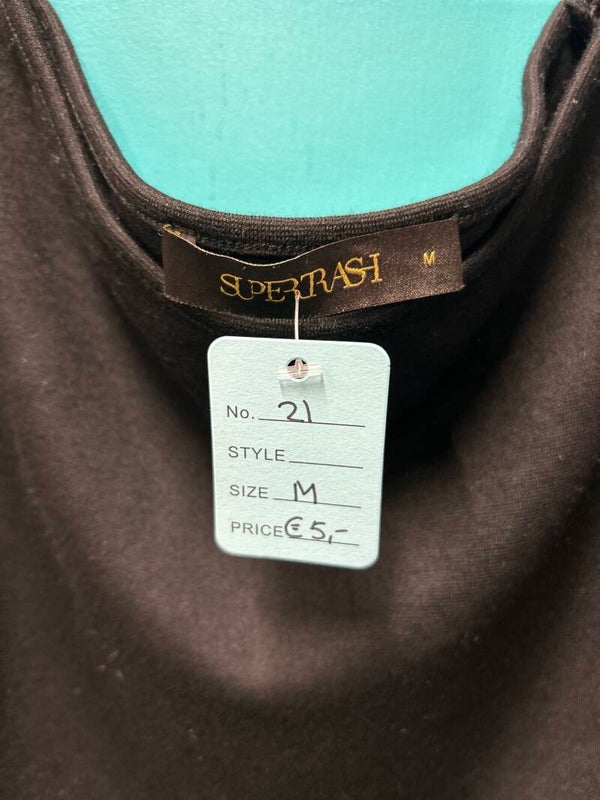 SUPERTRASH M
No. 21
STYLE
SIZE M
PRICE €5,-